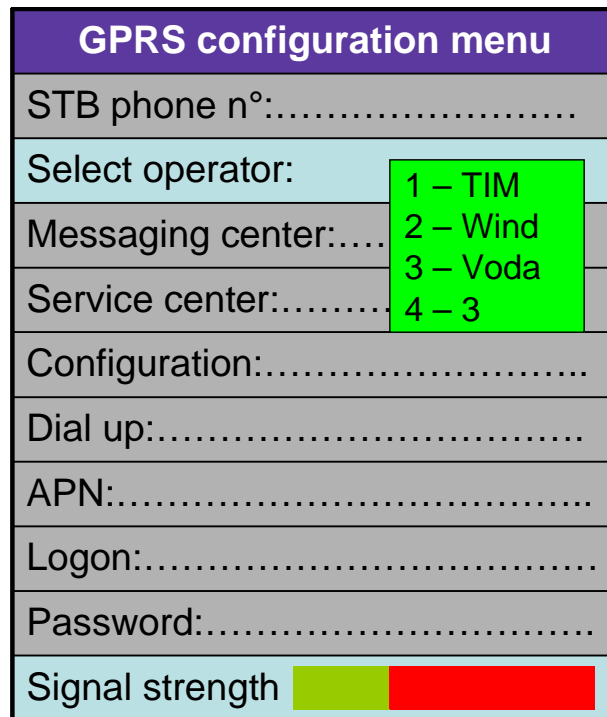 GPRS configuration menu
STB phone n°:……………………
Select operator:
1 – TIM
2 – Wind
3 – Voda
4 – 3
Messaging center:….
Service center:……….
Configuration:……………………..
Dial up:…………………………….
APN:………………………………..
Logon:……………………………….
Password:………………………….
Signal strength